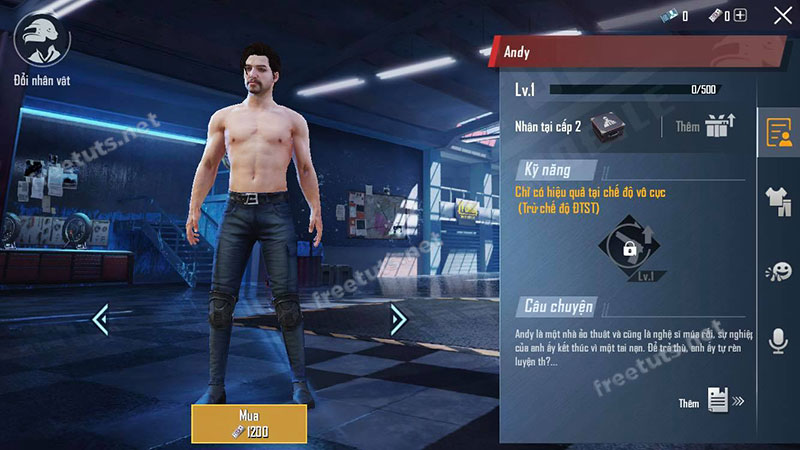 0
0
Andy
Đổi nhân vật
Lv.1
0/500
Nhân tại cấp 2
Thêm
Kỹ năng
Chỉ có hiệu quả tại chế độ vô cực
(Trừ chế độ ĐTST)
Lv.1
Câu chuyện
Andy là một nhà ảo thuật và cũng là nghệ sĩ múa rối, sự nghiệp
của anh ấy kết thúc vì một tai nạn. Để trả thù, anh ấy tự rèn
luyện th?...
Thêm
Mua
1200
freetuts.net
freetuts.net
freetuts.net